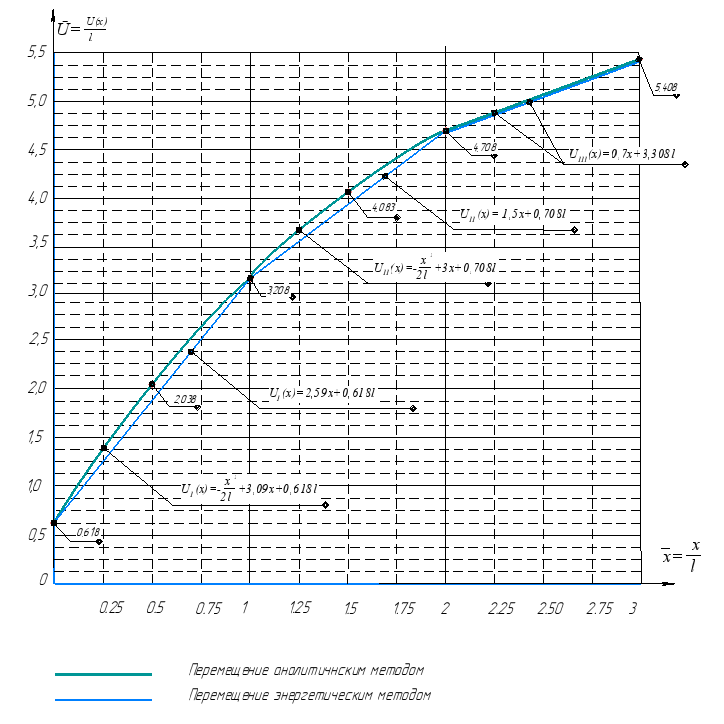 Ū= U(x)/l
5,5
5,0
4,5
4,0
3,5
3,0
2,5
2,0
1,5
1,0
0,5
0
5.408
4,708
U_III(x)=0,7x+3,308l
4.083
U_II(x)= 1,5x+0,708l
U_II(x)=-x²/2l+3x+0,708l
3.208
2.038
U_I(x)=2,59x+0,618l
U_I(x)=-x²/2l+3,09x+0,618l
0.618
x̄= x/l
0.25 0.5 0.75 1 1.25 1.5 1.75 2 2.25 2.50 2.75 3
Перемещение аналитичнским методом
Перемещение энергетическим методом